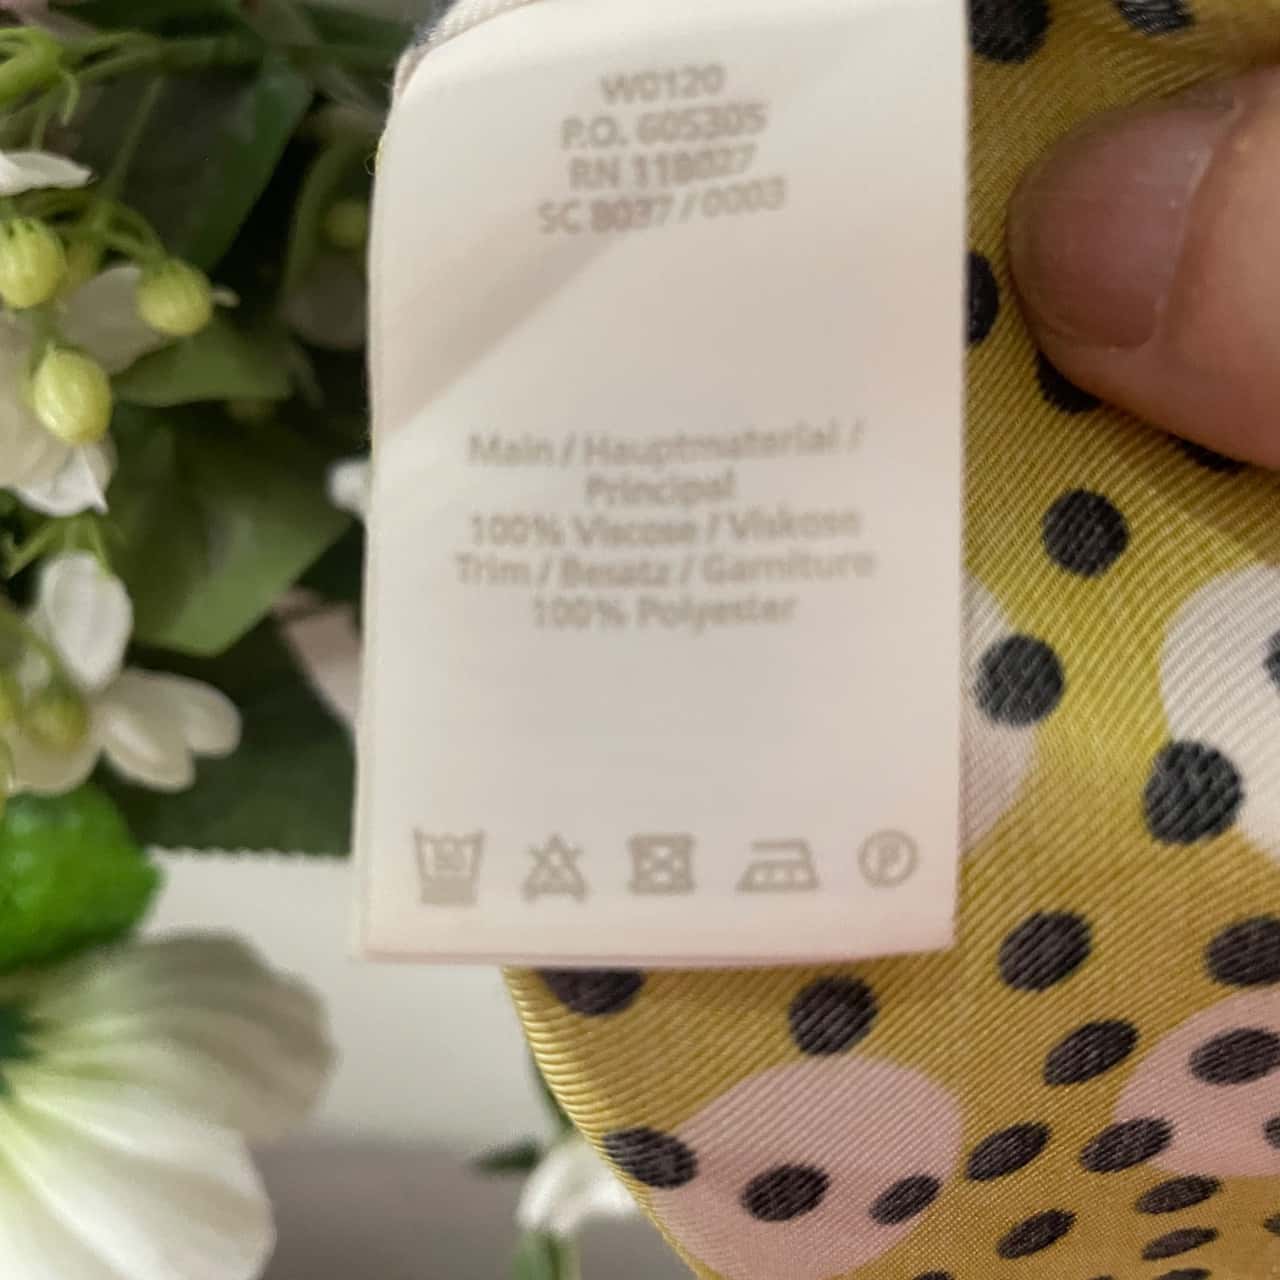 W0120
P.O. 605305
RN 118027
SC 8037 / 0003
Main / Hauptmaterial /
Principal
100% Viscose / Viskose
Trim / Besatz / Garniture
100% Polyester
P